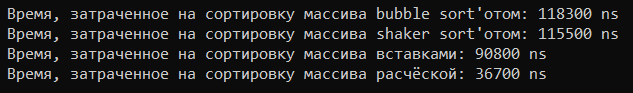 Время, затраченное на сортировку массива bubble sort'отом: 118300 ns
Время, затраченное на сортировку массива shaker sort'отом: 115500 ns
Время, затраченное на сортировку массива вставками: 90800 ns
Время, затраченное на сортировку массива расчёской: 36700 ns